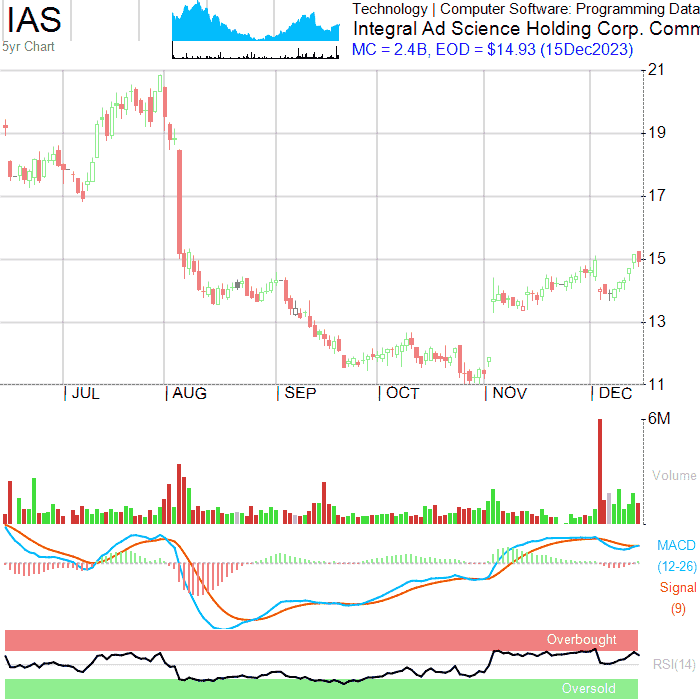 IAS
5yr Chart
Technology | Computer Software: Programming Data
Integral Ad Science Holding Corp. Comm
MC = 2.4B, EOD = $14.93 (15Dec2023)
21
19
17
15
13
11
JUL AUG SEP OCT NOV DEC
6M
Volume
MACD
(12-26)
Signal
(9)
Overbought
RSI(14)
Oversold